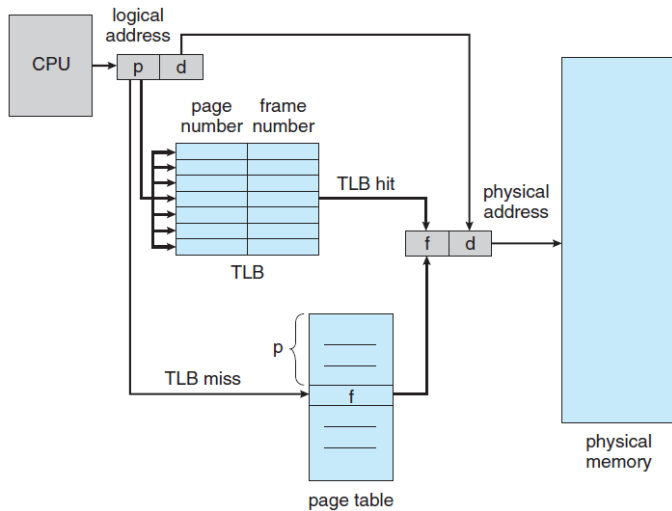 logical
address
CPU
p
d
page
number
frame
number
TLB hit
physical
address
f
d
TLB
p
TLB miss
f
page table
physical
memory